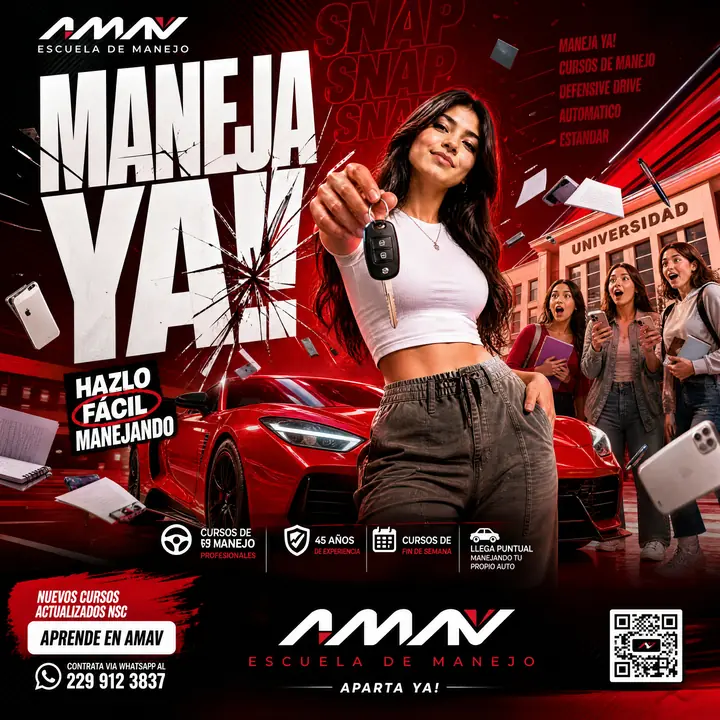 AMAV
ESCUELA DE MANEJO
SNAP
SNAP
SNAP
MANEJA YA!
CURSOS DE MANEJO
DEFENSIVE DRIVE
AUTOMATICO
ESTANDAR
MANEJA
YA!!
UNIVERSIDAD
HAZLO
FÁCIL
MANEJANDO
CURSOS DE
MANEJO
PROFESIONALES
45 AÑOS
DE EXPERIENCIA
CURSOS DE
FIN DE SEMANA
LLEGA PUNTUAL
MANEJANDO TU
PROPIO AUTO
NUEVOS CURSOS
ACTUALIZADOS NSC
APRENDE EN AMAV
CONTRATA VIA WHATSAPP AL
229 912 3837
AMAV
ESCUELA DE MANEJO
APARTA YA!